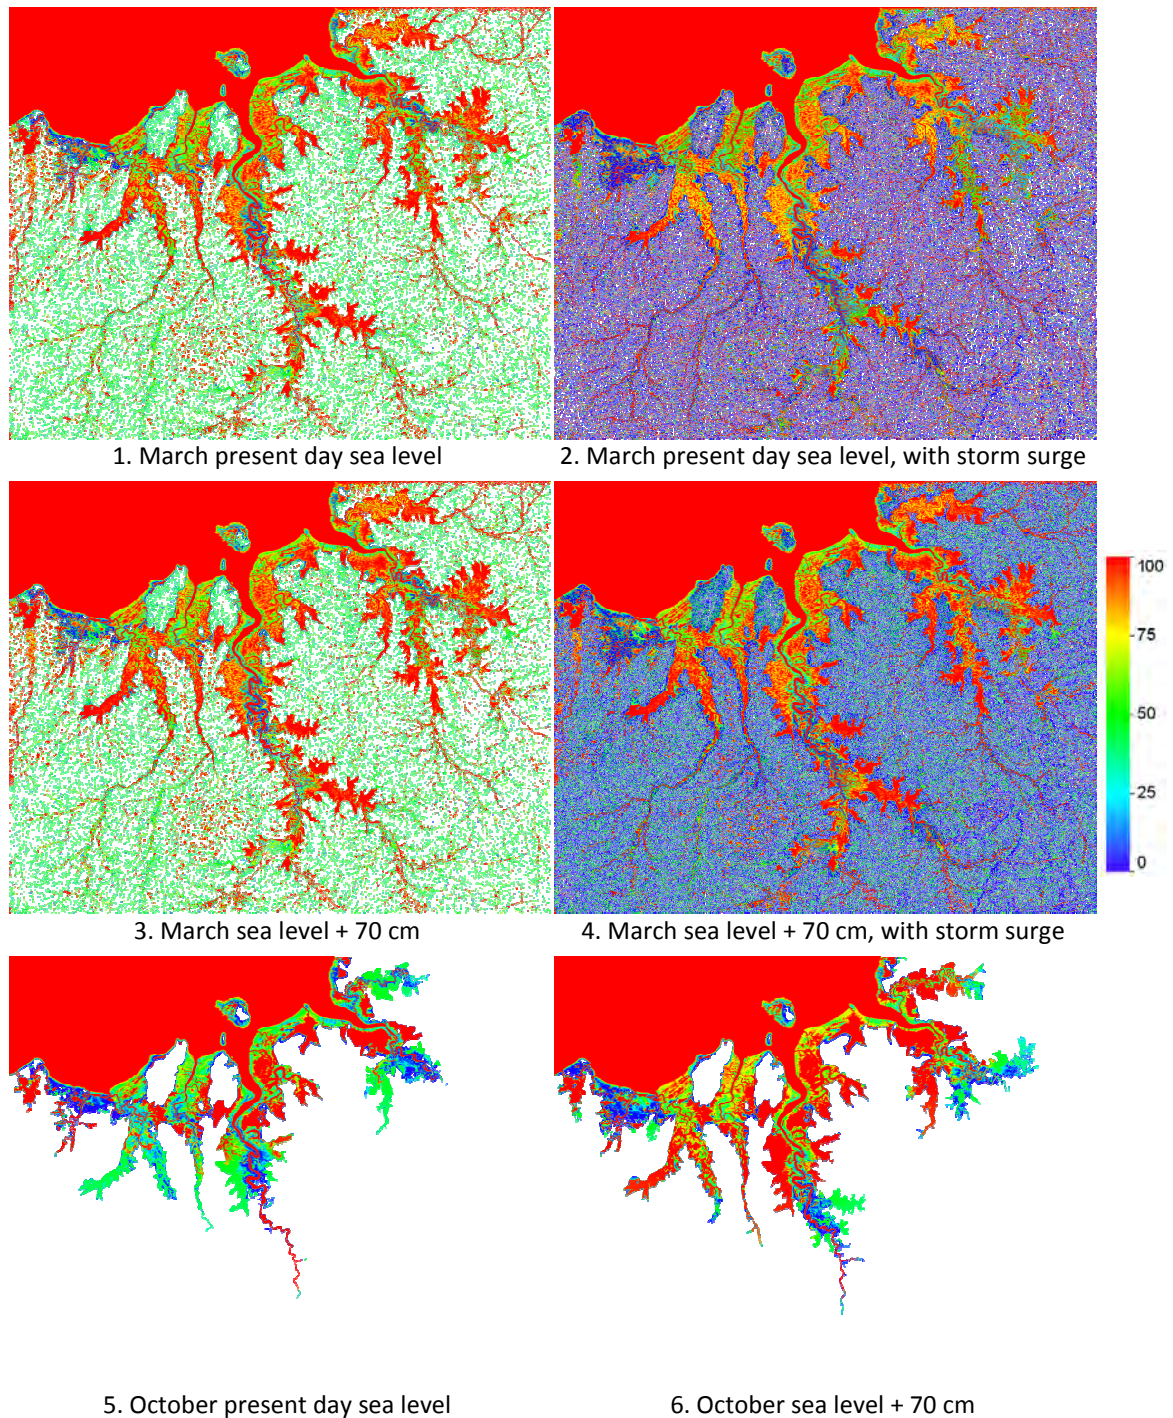 1. March present day sea level
2. March present day sea level, with storm surge
3. March sea level + 70 cm
4. March sea level + 70 cm, with storm surge
100
75
50
25
0
5. October present day sea level
6. October sea level + 70 cm